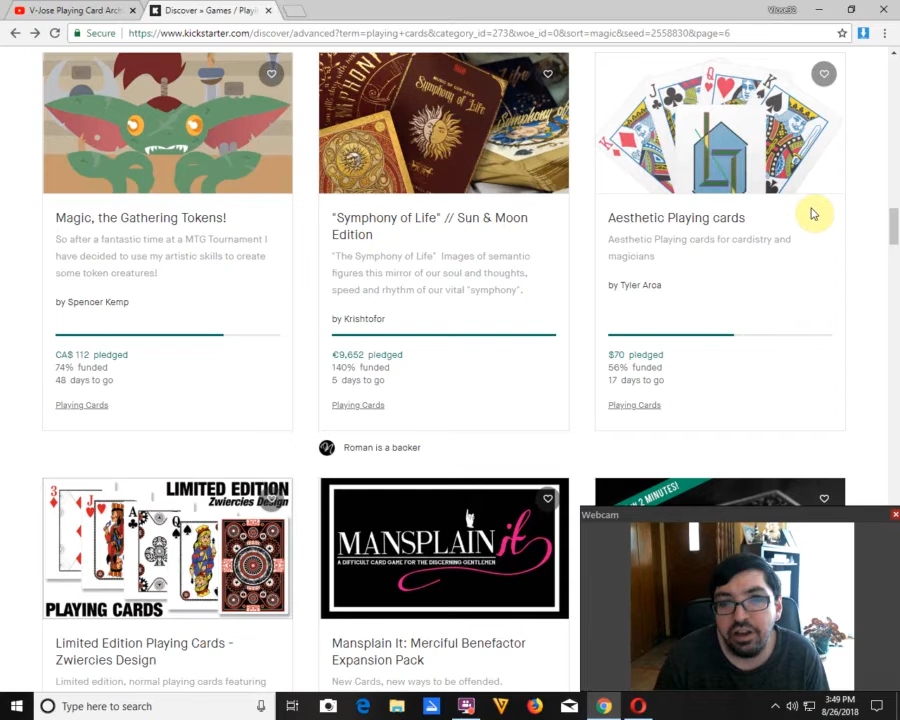 V-Jose Playing Card Arch
Discover » Games / Playi
Vjose32
Secure
https://www.kickstarter.com/discover/advanced?term=playing+cards&category_id=273&woe_id=0&sort=magic&seed=2558830&page=6
Magic, the Gathering Tokens!
So after a fantastic time at a MTG Tournament I
have decided to use my artistic skills to create
some token creatures!
by Spencer Kemp
CA$ 112 pledged
74% funded
48 days to go
Playing Cards
Symphony of Life
"Symphony of Life" // Sun & Moon
Edition
"The Symphony of Life" Images of semantic
figures this mirror of our soul and thoughts,
speed and rhythm of our vital "symphony".
by Krishtofor
€9,652 pledged
140% funded
5 days to go
Playing Cards
Roman is a backer
K J Q K
Aesthetic Playing cards
Aesthetic Playing cards for cardistry and
magicians
by Tyler Aroa
$70 pledged
56% funded
17 days to go
Playing Cards
LIMITED EDITION
Zwiercies Design
3 J A Q
PLAYING CARDS
Limited Edition Playing Cards -
Zwiercies Design
Limited edition, normal playing cards featuring
MANSPLAIN it
A DIFFICULT CARD GAME FOR THE DISCERNING GENTLEMEN
Mansplain It: Merciful Benefactor
Expansion Pack
New Cards, new ways to be offended.
2 MINUTES!
Webcam
Type here to search
3:49 PM
8/26/2018